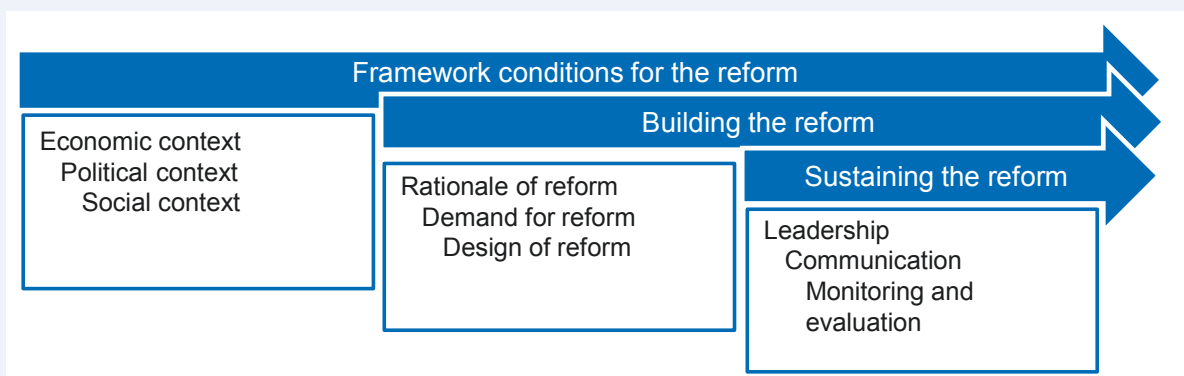 Framework conditions for the reform
Economic context
Political context
Social context
Building the reform
Rationale of reform
Demand for reform
Design of reform
Sustaining the reform
Leadership
Communication
Monitoring and
evaluation